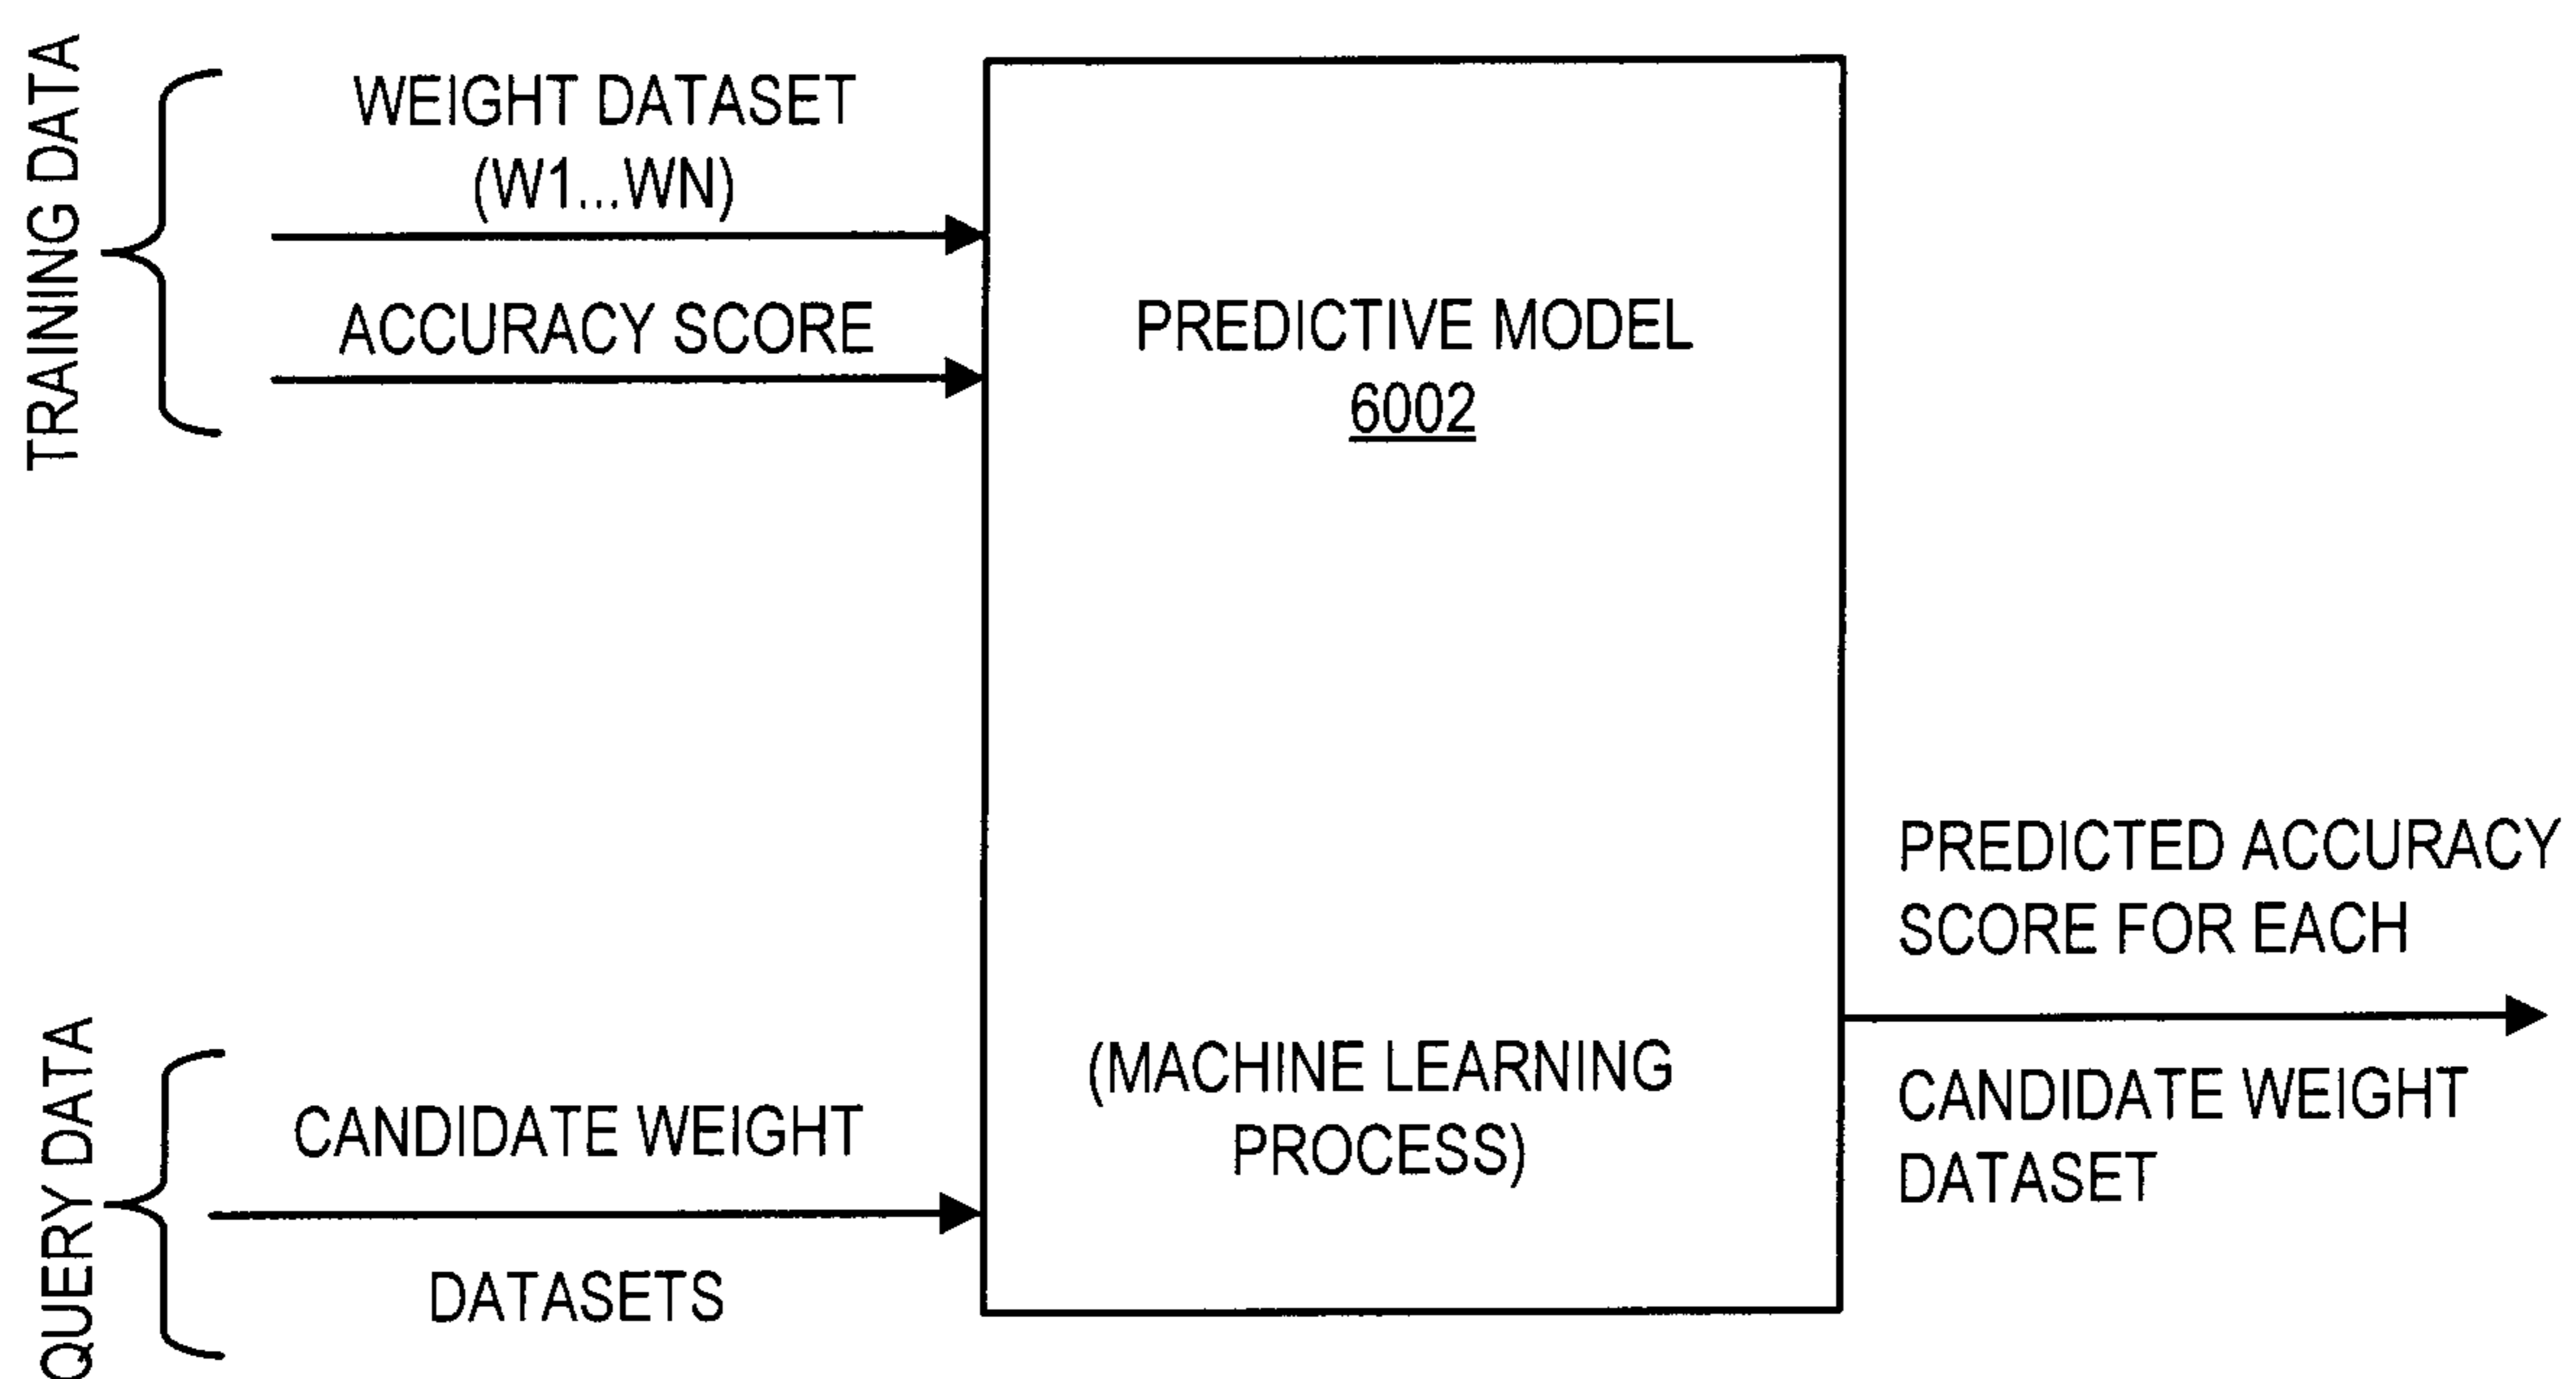 TRAINING DATA
WEIGHT DATASET
(W1...WN)
ACCURACY SCORE
PREDICTIVE MODEL
6002
QUERY DATA
CANDIDATE WEIGHT
DATASETS
(MACHINE LEARNING
PROCESS)
PREDICTED ACCURACY
SCORE FOR EACH
CANDIDATE WEIGHT
DATASET